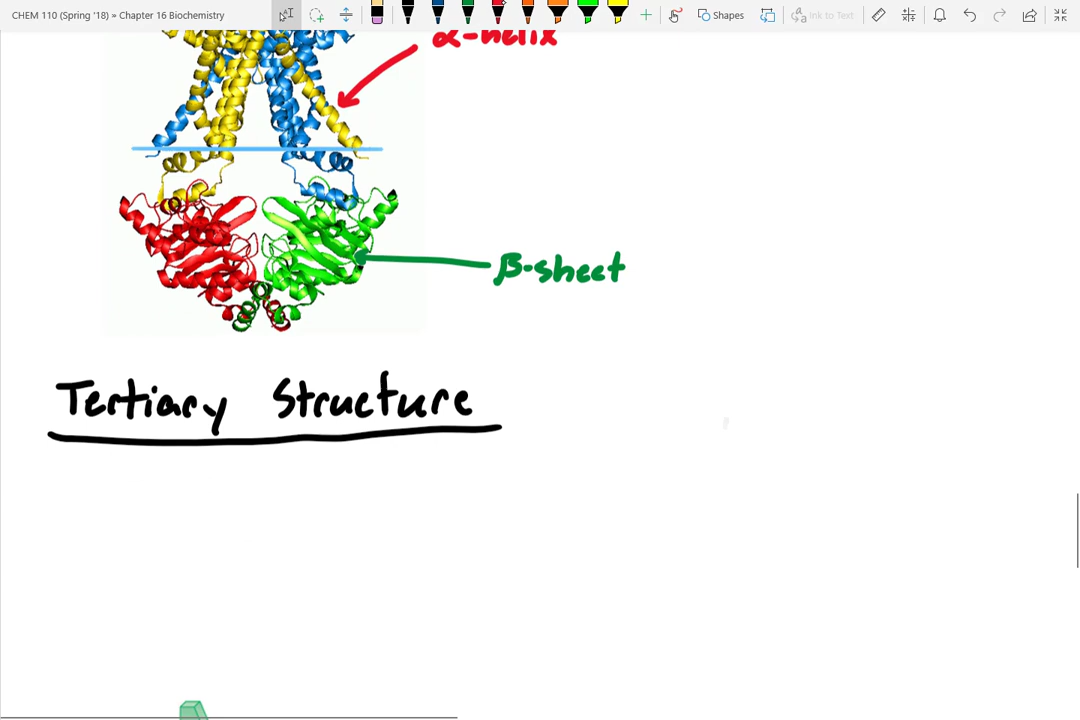 CHEM 110 (Spring '18) » Chapter 16 Biochemistry
Shapes
Ink to Text
α-helix
β-sheet
Tertiary Structure